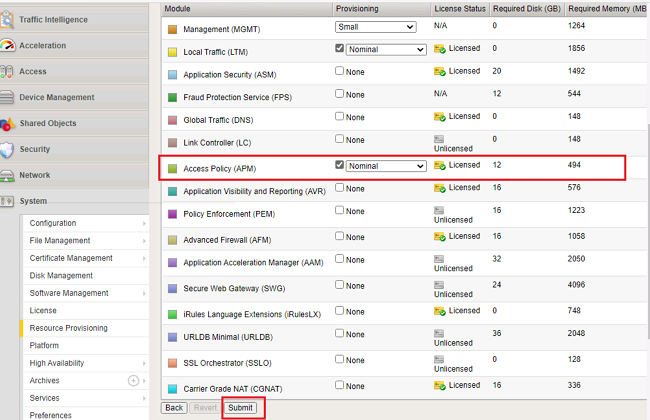 Traffic Intelligence
Acceleration
Access
Device Management
Shared Objects
Security
Network
System
Configuration
File Management
Certificate Management
Disk Management
Software Management
License
Resource Provisioning
Platform
High Availability
Archives
Services
Preferences
Module Provisioning License Status Required Disk (GB) Required Memory (MB
Management (MGMT) Small N/A 0 1264
Local Traffic (LTM) Nominal Licensed 0 1856
Application Security (ASM) None Licensed 20 1492
Fraud Protection Service (FPS) None N/A 12 544
Global Traffic (DNS) None Licensed 0 148
Link Controller (LC) None Unlicensed 0 148
Access Policy (APM) Nominal Licensed 12 494
Application Visibility and Reporting (AVR) None Licensed 16 576
Policy Enforcement (PEM) None Unlicensed 16 1223
Advanced Firewall (AFM) None Licensed 16 1058
Application Acceleration Manager (AAM) None Unlicensed 32 2050
Secure Web Gateway (SWG) None Unlicensed 24 4096
iRules Language Extensions (iRulesLX) None Licensed 0 748
URLDB Minimal (URLDB) None Unlicensed 36 2048
SSL Orchestrator (SSLO) None Unlicensed 0 128
Carrier Grade NAT (CGNAT) None Licensed 16 336
Back Revert Submit